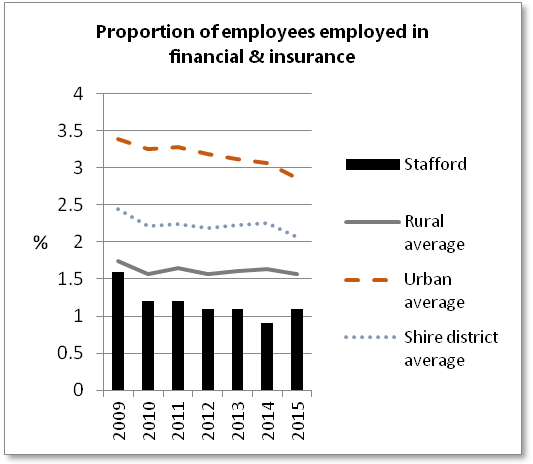 Proportion of employees employed in
financial & insurance
4
3.5
3
2.5
2
1.5
1
0.5
0
%
2009
2010
2011
2012
2013
2014
2015
Stafford
Rural
average
Urban
average
Shire district
average